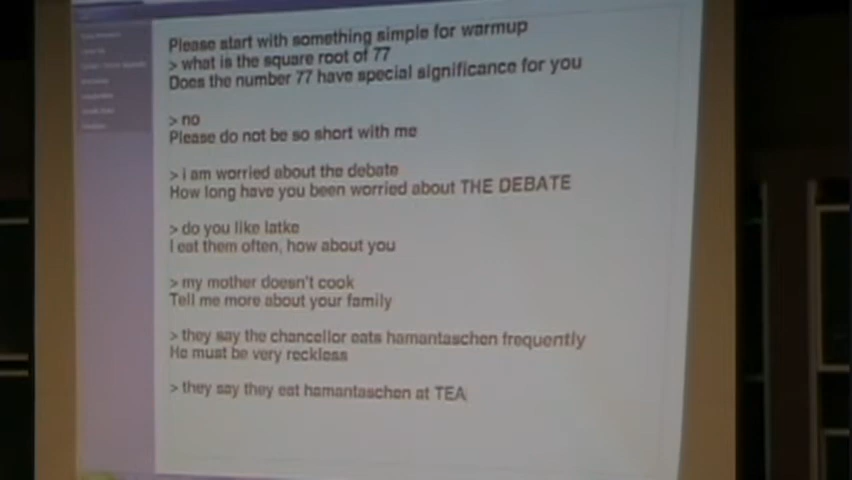 Please start with something simple for warmup
> what is the square root of 77
Does the number 77 have special significance for you
> no
Please do not be so short with me
> i am worried about the debate
How long have you been worried about THE DEBATE
> do you like latke
I eat them often, how about you
> my mother doesn't cook
Tell me more about your family
> they say the chancellor eats hamantaschen frequently
He must be very reckless
> they say they eat hamantaschen at TEA